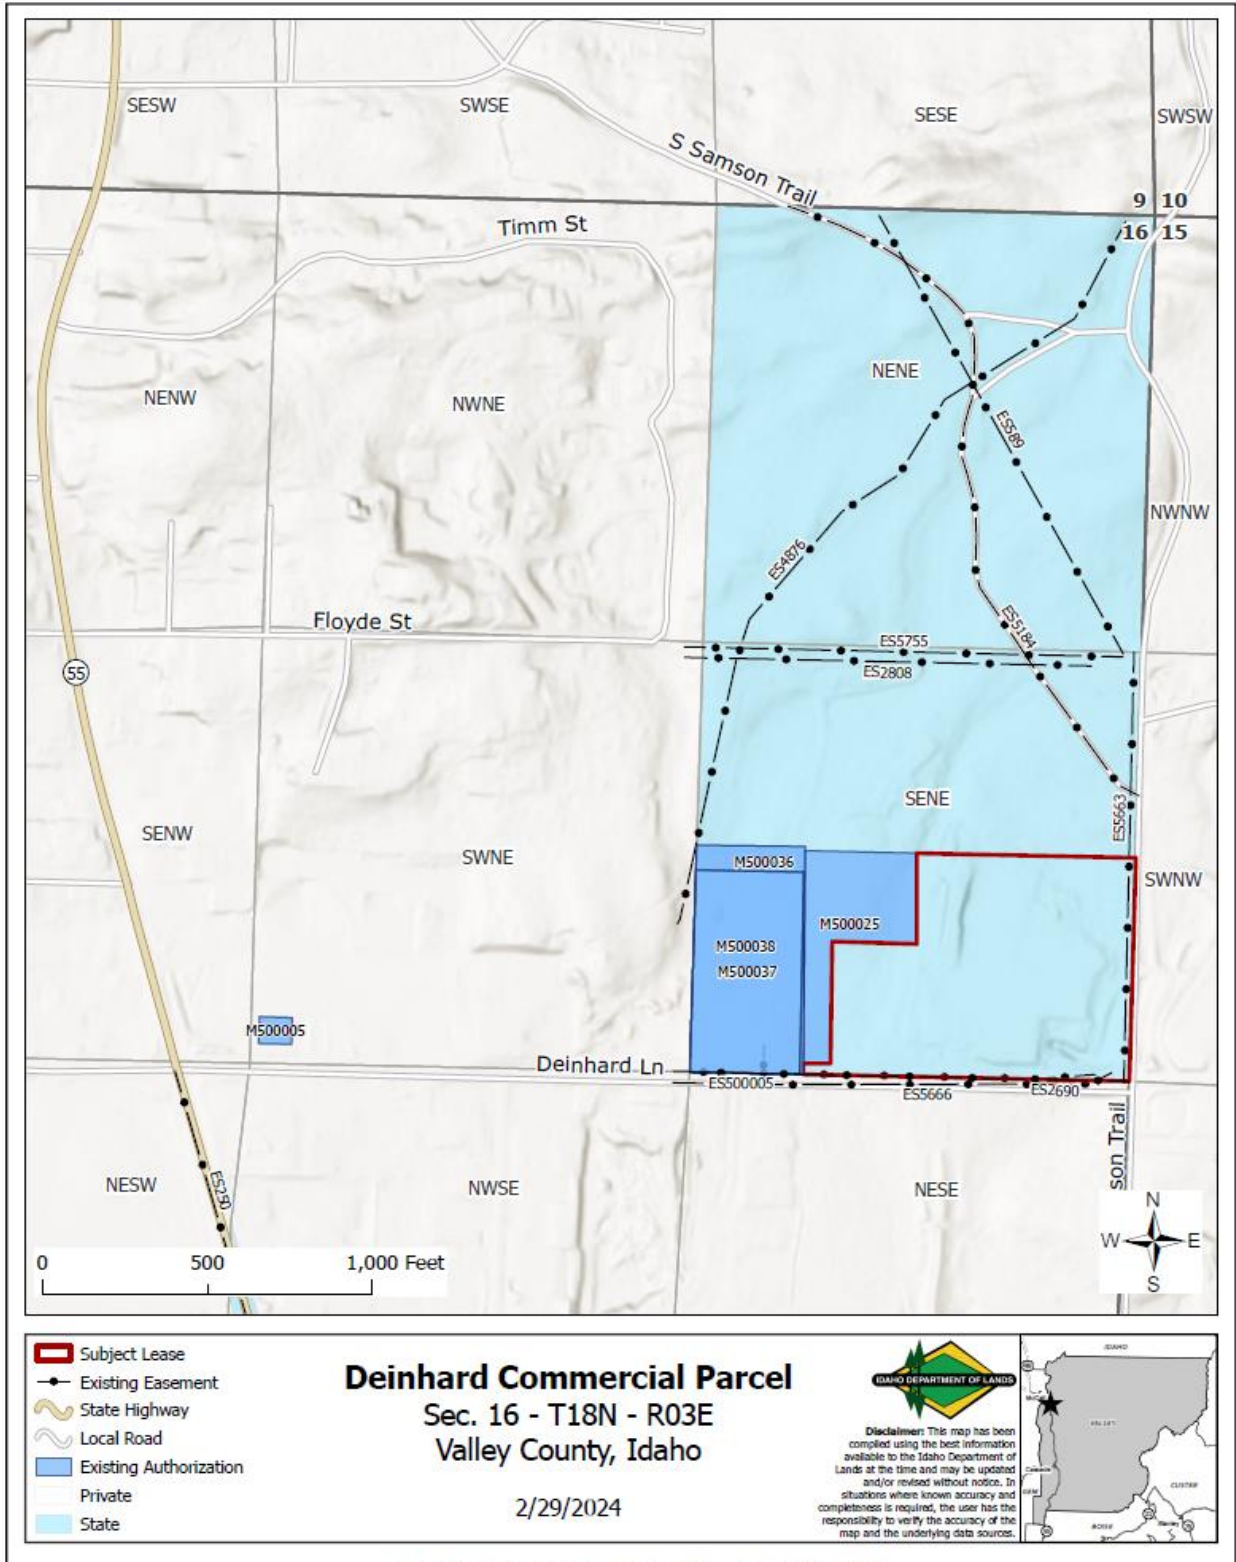 SESW
SWSE
SESE
SWSW
S Samson Trail
9 10
16 15
Timm St
NENE
NENW
NWNE
ES589
NWNW
ES4876
Floyde St
ES5184
ES5755
ES2808
55
SENE
ES5663
SENW
SWNE
M500036
SWNW
M500025
M500038
M500037
M500005
Deinhard Ln
ES500005
ES5666
ES2690
son Trail
NESW
ES250
NWSE
NESE
N
W E
S
0 500 1,000 Feet
Subject Lease
Existing Easement
State Highway
Local Road
Existing Authorization
Private
State
Deinhard Commercial Parcel
Sec. 16 - T18N - R03E
Valley County, Idaho
2/29/2024
IDAHO DEPARTMENT OF LANDS
Disclaimer: This map has been
compiled using the best information
available to the Idaho Department of
Lands at the time and may be updated
and/or revised without notice. In
situations where known accuracy and
completeness is required, the user has the
responsibility to verify the accuracy of the
map and the underlying data sources.
IDAHO
VALLEY
CUSTER
BOISE